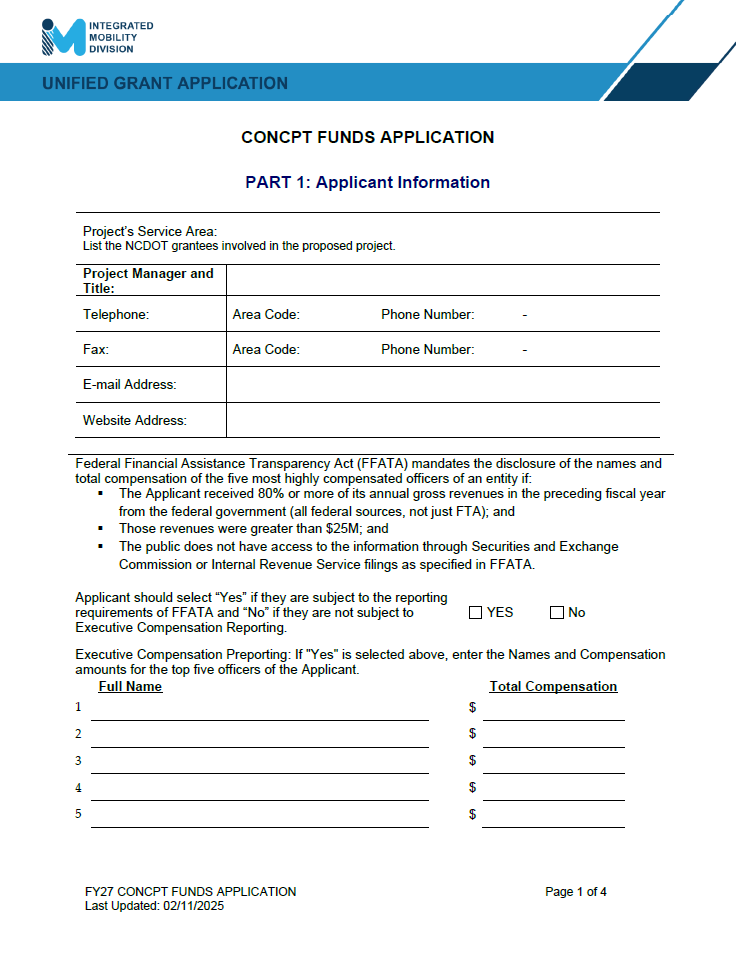 INTEGRATED
MOBILITY
DIVISION
UNIFIED GRANT APPLICATION
CONCPT FUNDS APPLICATION
PART 1: Applicant Information
Project's Service Area:
List the NCDOT grantees involved in the proposed project.
Project Manager and
Title:
Telephone: Area Code: Phone Number: -
Fax: Area Code: Phone Number: -
E-mail Address:
Website Address:
Federal Financial Assistance Transparency Act (FFATA) mandates the disclosure of the names and
total compensation of the five most highly compensated officers of an entity if:
▪ The Applicant received 80% or more of its annual gross revenues in the preceding fiscal year
from the federal government (all federal sources, not just FTA); and
▪ Those revenues were greater than $25M; and
▪ The public does not have access to the information through Securities and Exchange
Commission or Internal Revenue Service filings as specified in FFATA.
Applicant should select “Yes” if they are subject to the reporting
requirements of FFATA and “No” if they are not subject to
Executive Compensation Reporting.
☐ YES ☐ No
Executive Compensation Preporting: If "Yes" is selected above, enter the Names and Compensation
amounts for the top five officers of the Applicant.
Full Name Total Compensation
1 $
2 $
3 $
4 $
5 $
FY27 CONCPT FUNDS APPLICATION Page 1 of 4
Last Updated: 02/11/2025